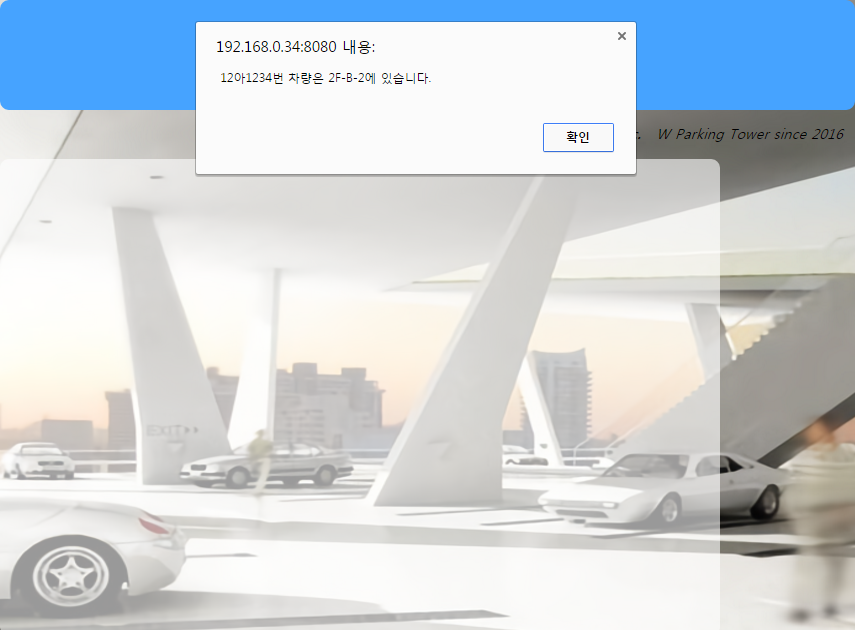 192.168.0.34:8080 내용:
12아1234번 차량은 2F-B-2에 있습니다.
확인
W Parking Tower since 2016
EXIT